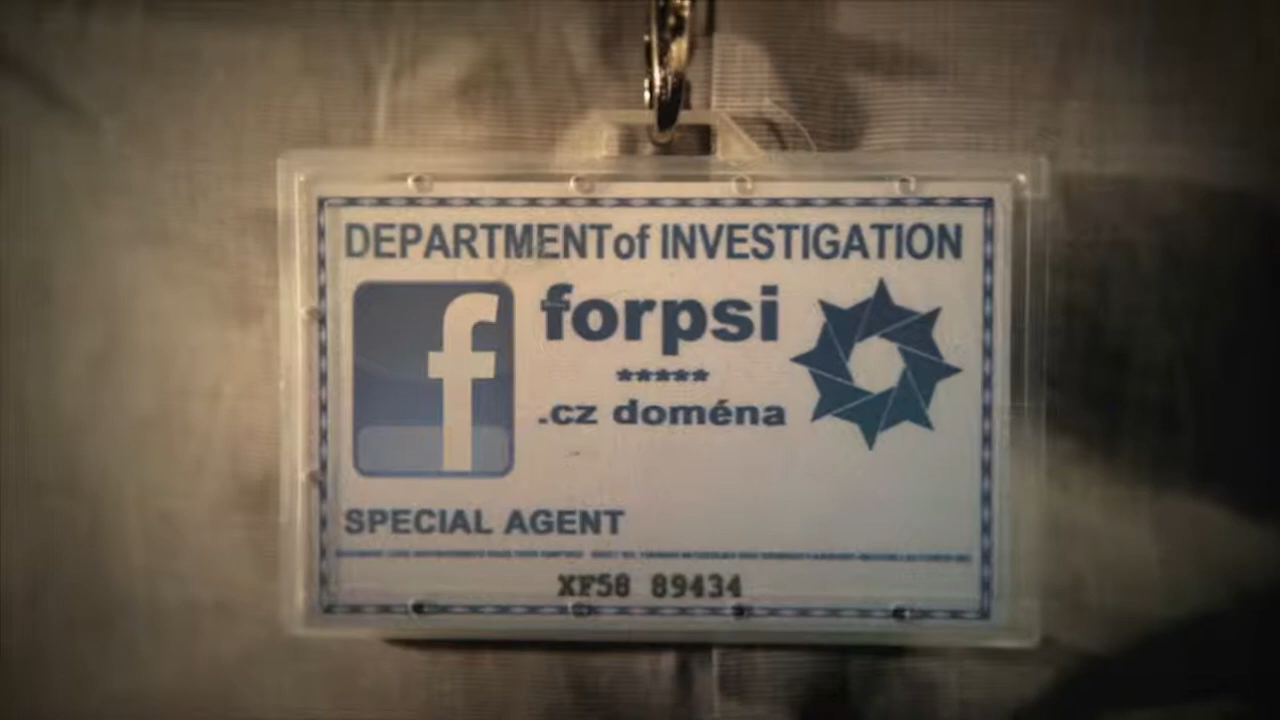 DEPARTMENT of INVESTIGATION
f
forpsi
*****
.cz doména
SPECIAL AGENT
XF58 89434